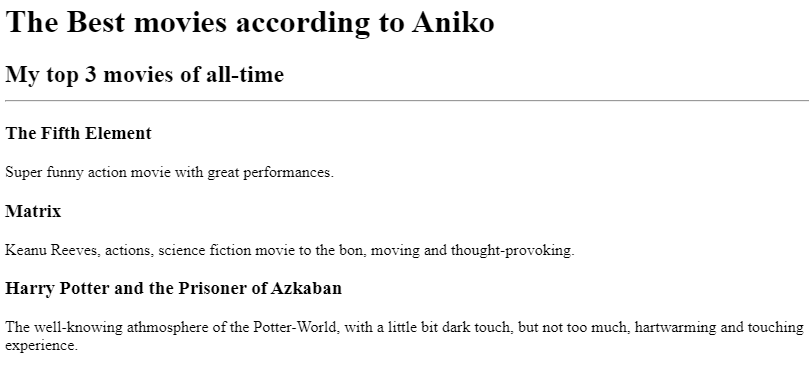 The Best movies according to Aniko
My top 3 movies of all-time
The Fifth Element
Super funny action movie with great performances.
Matrix
Keanu Reeves, actions, science fiction movie to the bon, moving and thought-provoking.
Harry Potter and the Prisoner of Azkaban
The well-knowing athmosphere of the Potter-World, with a little bit dark touch, but not too much, hartwarming and touching
experience.